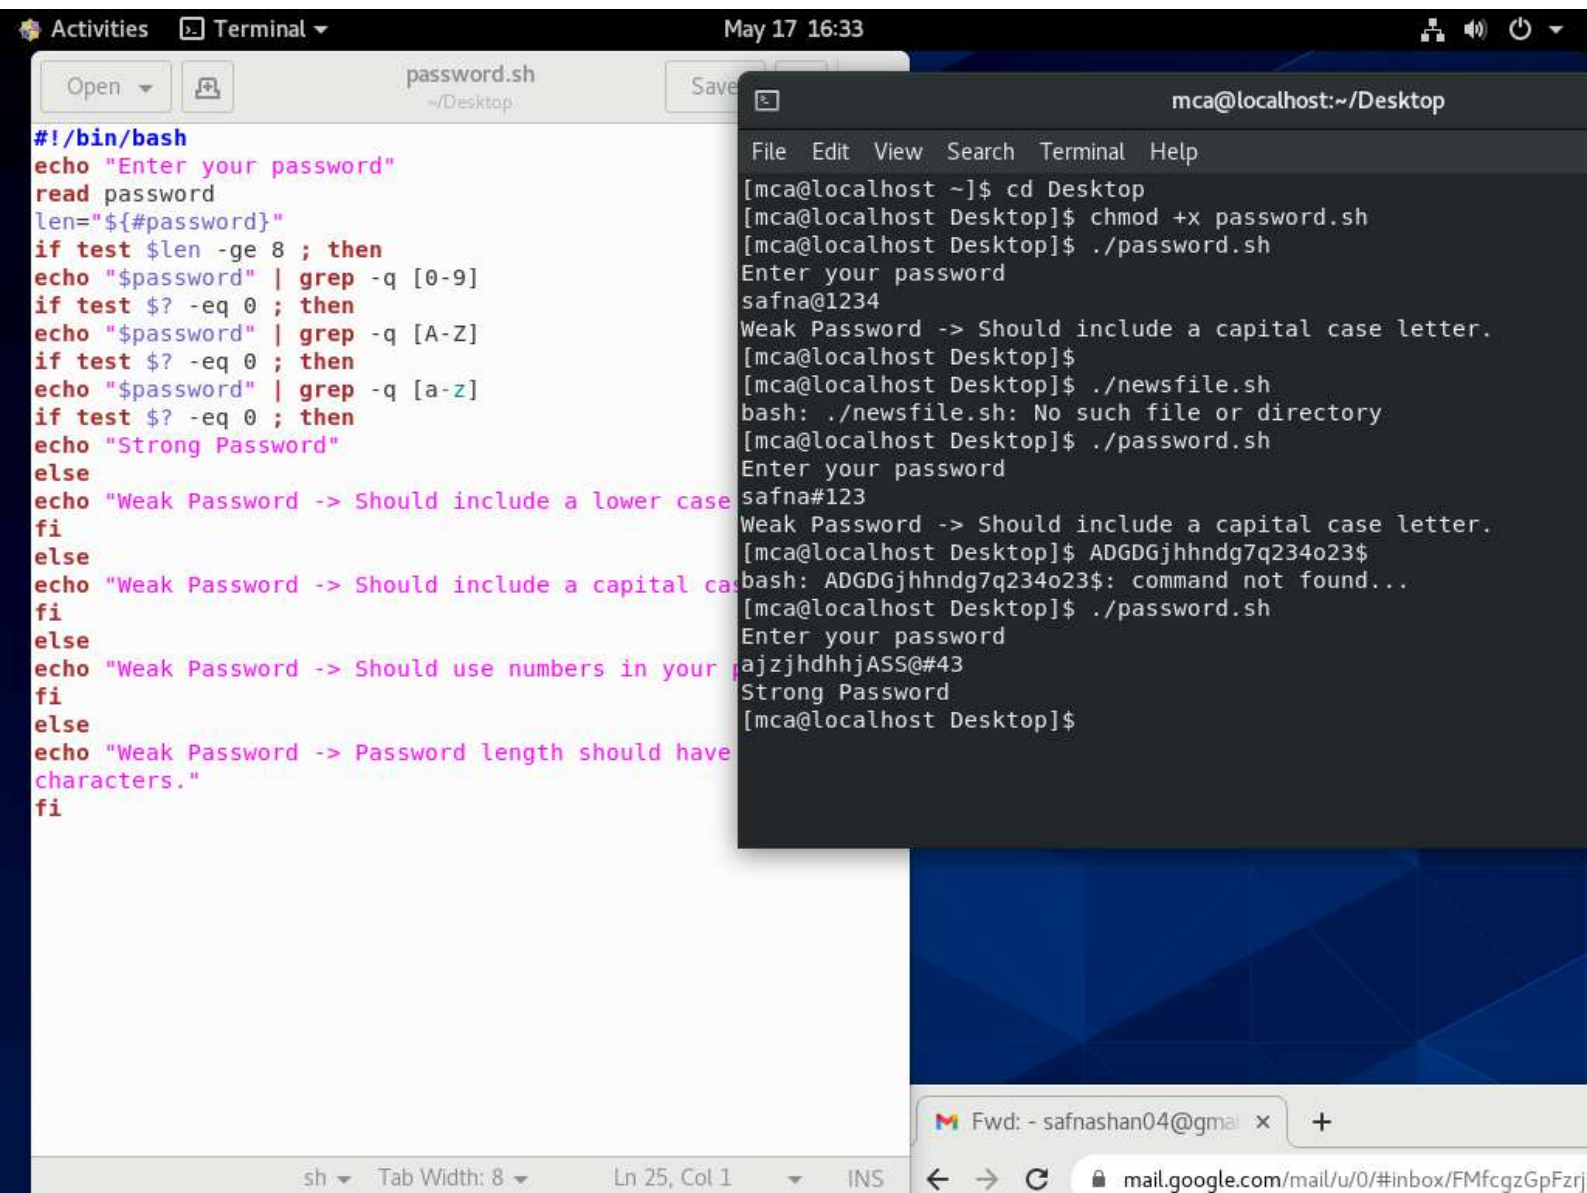 Activities Terminal May 17 16:33
Open password.sh Save
~/Desktop
#!/bin/bash
echo "Enter your password"
read password
len="${#password}"
if test $len -ge 8 ; then
echo "$password" | grep -q [0-9]
if test $? -eq 0 ; then
echo "$password" | grep -q [A-Z]
if test $? -eq 0 ; then
echo "$password" | grep -q [a-z]
if test $? -eq 0 ; then
echo "Strong Password"
else
echo "Weak Password -> Should include a lower case
fi
else
echo "Weak Password -> Should include a capital cas
fi
else
echo "Weak Password -> Should use numbers in your p
fi
else
echo "Weak Password -> Password length should have
characters."
fi
sh Tab Width: 8 Ln 25, Col 1 INS
mca@localhost:~/Desktop
File Edit View Search Terminal Help
[mca@localhost ~]$ cd Desktop
[mca@localhost Desktop]$ chmod +x password.sh
[mca@localhost Desktop]$ ./password.sh
Enter your password
safna@1234
Weak Password -> Should include a capital case letter.
[mca@localhost Desktop]$
[mca@localhost Desktop]$ ./newsfile.sh
bash: ./newsfile.sh: No such file or directory
[mca@localhost Desktop]$ ./password.sh
Enter your password
safna#123
Weak Password -> Should include a capital case letter.
[mca@localhost Desktop]$ ADGDGjhhndg7q234o23$
bash: ADGDGjhhndg7q234o23$: command not found...
[mca@localhost Desktop]$ ./password.sh
Enter your password
ajzjhdhhjASS@#43
Strong Password
[mca@localhost Desktop]$
Fwd: - safnashan04@gma
mail.google.com/mail/u/0/#inbox/FMfcgzGpFzrj